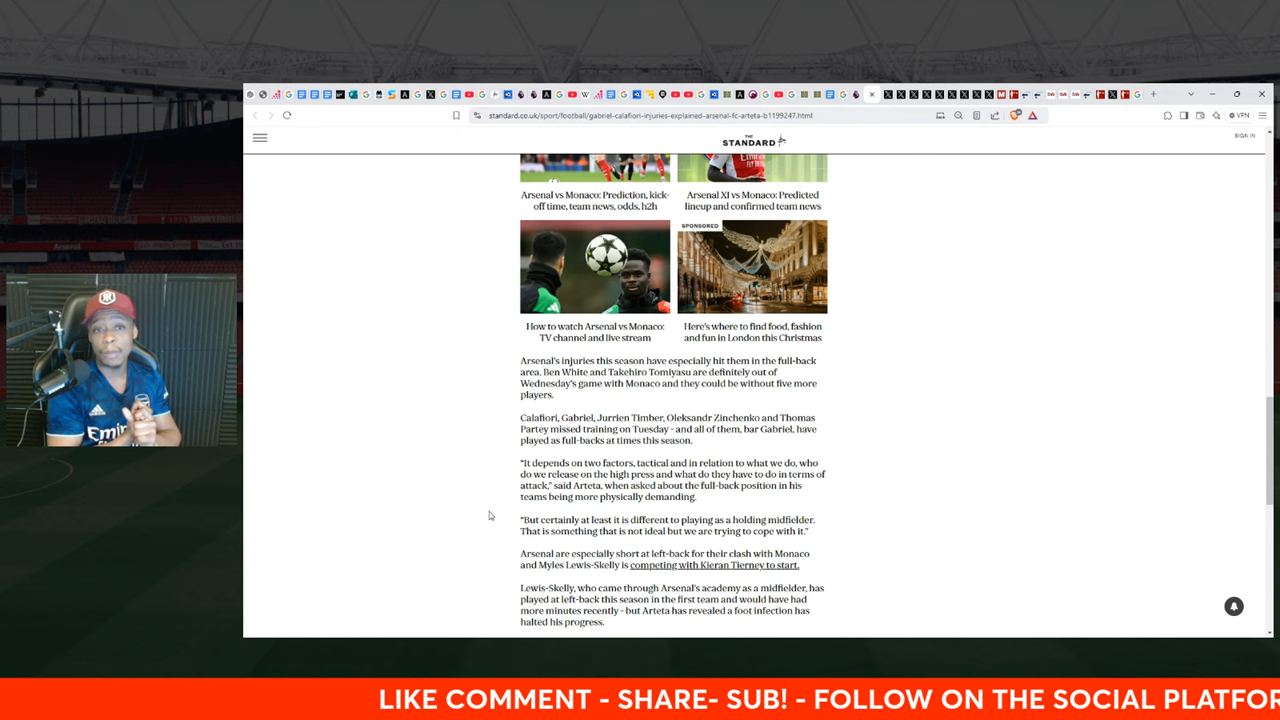 standard.co.uk/sport/football/gabriel-calafiori-injuries-explained-arsenal-fc-arteta-b1199247.html
VPN
THE
STANDARD
SIGN IN
Arsenal vs Monaco: Prediction, kick-
off time, team news, odds, h2h
Arsenal XI vs Monaco: Predicted
lineup and confirmed team news
SPONSORED
How to watch Arsenal vs Monaco:
TV channel and live stream
Here's where to find food, fashion
and fun in London this Christmas
Arsenal's injuries this season have especially hit them in the full-back
area. Ben White and Takehiro Tomiyasu are definitely out of
Wednesday's game with Monaco and they could be without five more
players.
Calafiori, Gabriel, Jurrien Timber, Oleksandr Zinchenko and Thomas
Partey missed training on Tuesday - and all of them, bar Gabriel, have
played as full-backs at times this season.
“It depends on two factors, tactical and in relation to what we do, who
do we release on the high press and what do they have to do in terms of
attack,” said Arteta, when asked about the full-back position in his
teams being more physically demanding.
“But certainly at least it is different to playing as a holding midfielder.
That is something that is not ideal but we are trying to cope with it.”
Arsenal are especially short at left-back for their clash with Monaco
and Myles Lewis-Skelly is competing with Kieran Tierney to start.
Lewis-Skelly, who came through Arsenal's academy as a midfielder, has
played at left-back this season in the first team and would have had
more minutes recently - but Arteta has revealed a foot infection has
halted his progress.
LIKE COMMENT - SHARE- SUB! - FOLLOW ON THE SOCIAL PLATFOR